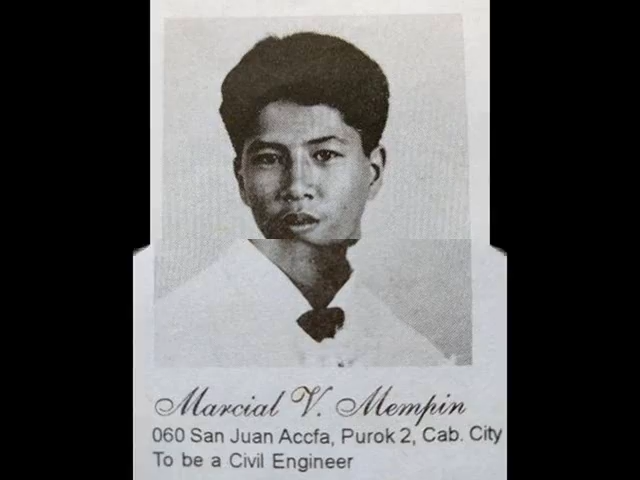 Marcial V. Mempin
060 San Juan Accfa, Purok 2, Cab. City
To be a Civil Engineer